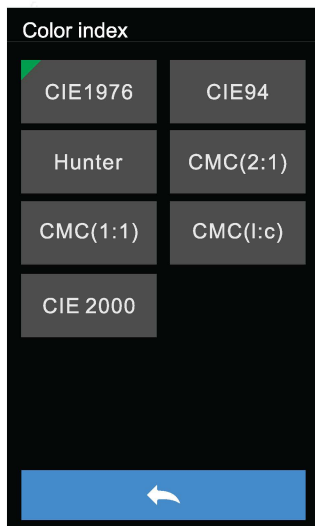 Color index
CIE1976 CIE94
Hunter CMC(2:1)
CMC(1:1) CMC(l:c)
CIE 2000